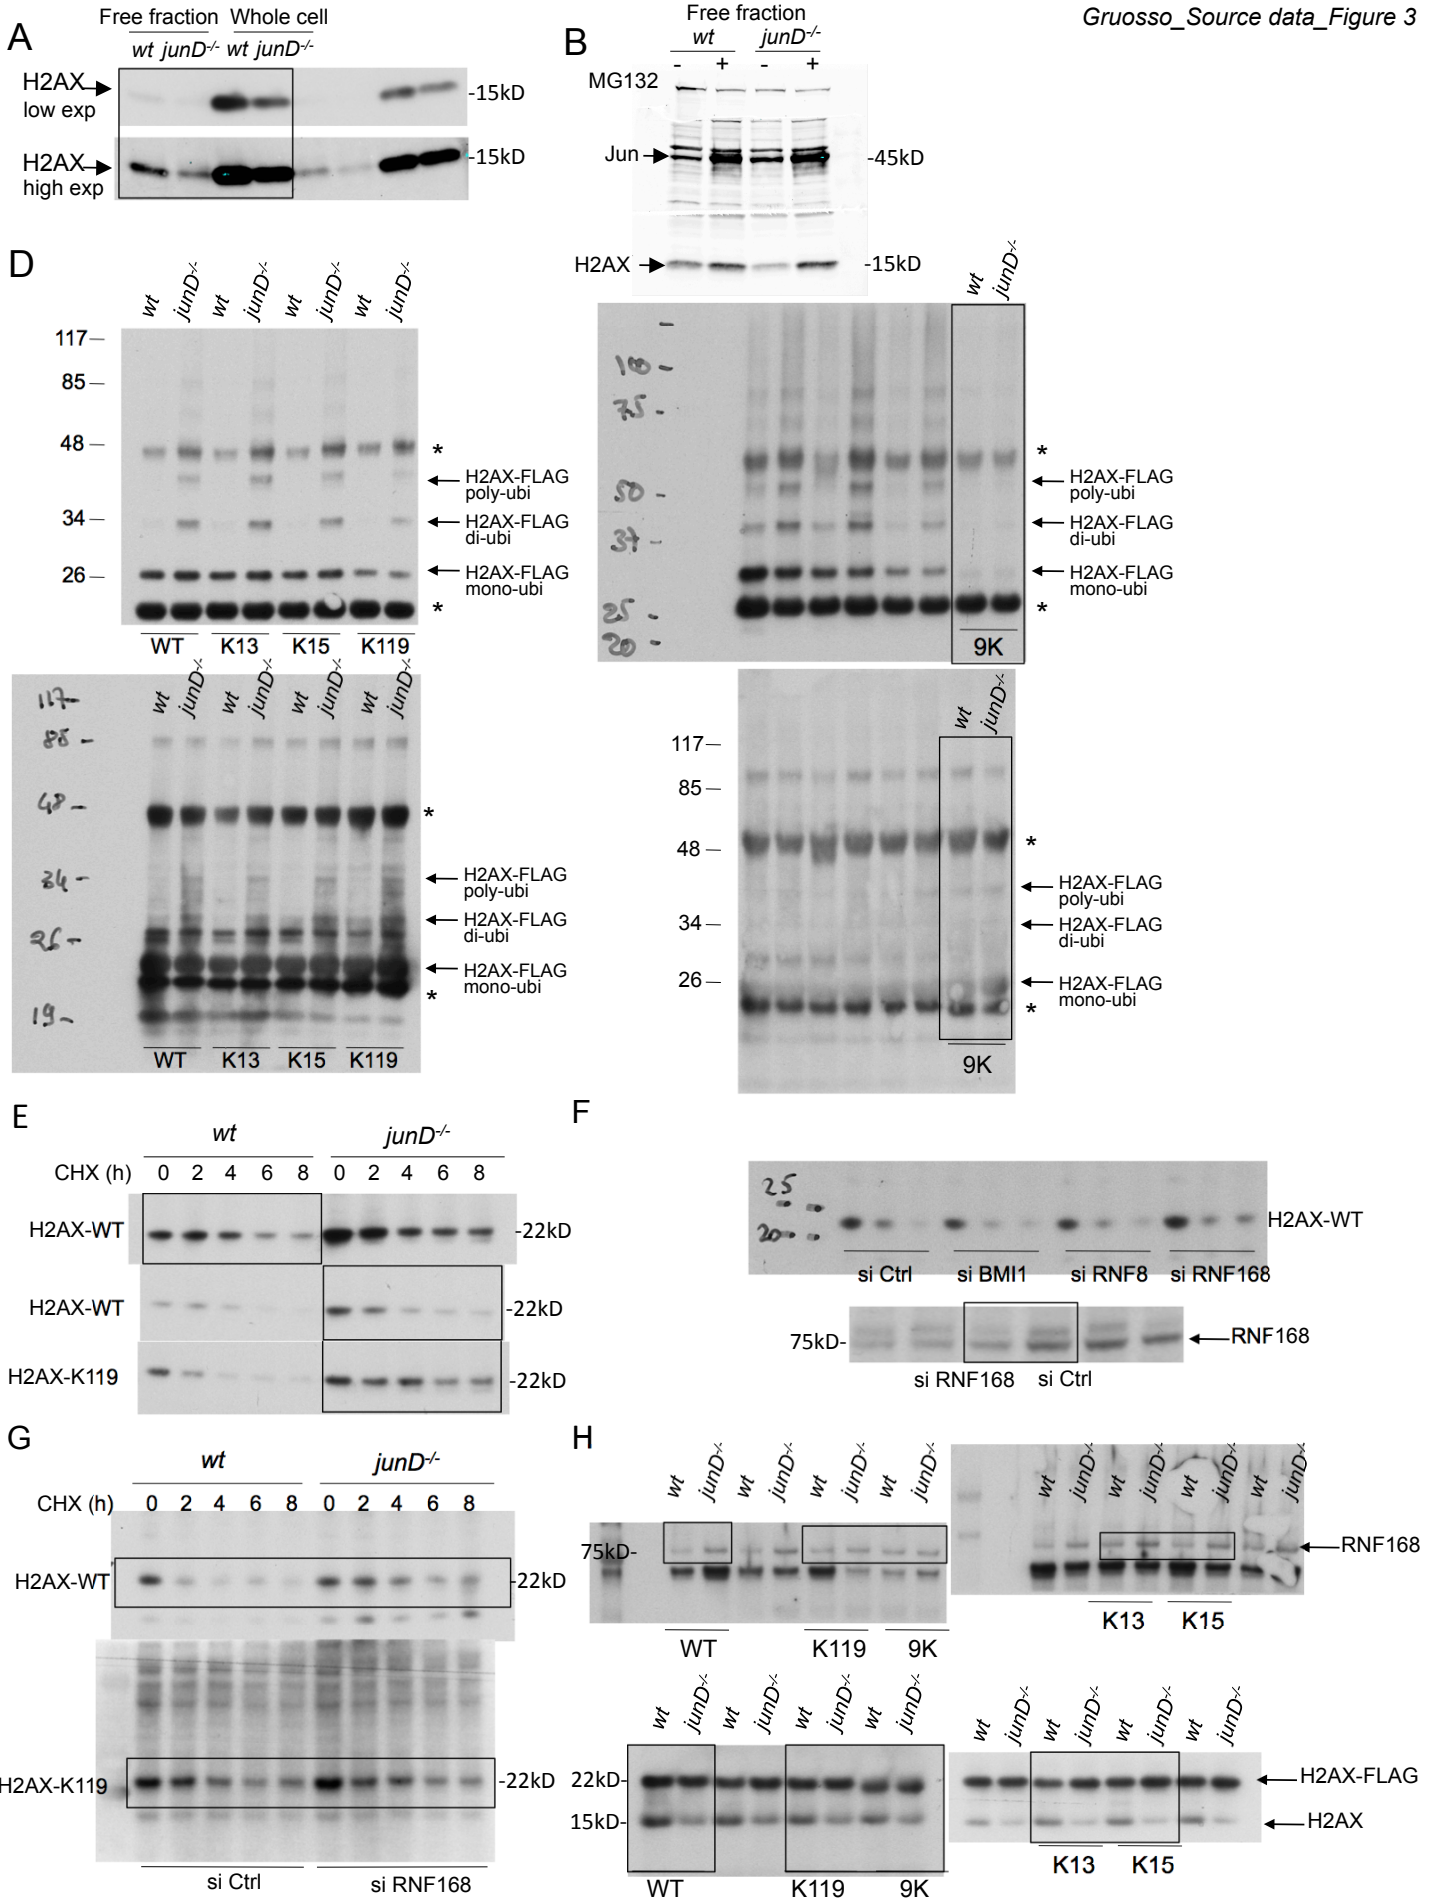 Gruosso_Source data_Figure 3
A
Free fraction Whole cell
wt junD-/- wt junD-/-
H2AX
low exp
-15kD
H2AX
high exp
-15kD
B
Free fraction
wt junD-/-
- + - +
MG132
Jun
-45kD
H2AX
-15kD
D
wt junD-/- wt junD-/- wt junD-/- wt junD-/-
117
85
48
*
H2AX-FLAG
poly-ubi
34
H2AX-FLAG
di-ubi
26
H2AX-FLAG
mono-ubi
*
WT K13 K15 K119
wt junD-/-
100 -
75 -
*
H2AX-FLAG
poly-ubi
50 -
H2AX-FLAG
di-ubi
37 -
H2AX-FLAG
mono-ubi
25 -
*
20 -
9K
wt junD-/- wt junD-/- wt junD-/- wt junD-/-
117-
85 -
48-
*
34 -
H2AX-FLAG
poly-ubi
H2AX-FLAG
di-ubi
26-
H2AX-FLAG
mono-ubi
*
19-
WT K13 K15 K119
wt junD-/-
117
85
48
*
H2AX-FLAG
poly-ubi
34
H2AX-FLAG
di-ubi
26
H2AX-FLAG
mono-ubi
*
9K
E
wt junD-/-
CHX (h) 0 2 4 6 8 0 2 4 6 8
H2AX-WT -22kD
H2AX-WT -22kD
H2AX-K119 -22kD
F
25
20
H2AX-WT
si Ctrl si BMI1 si RNF8 si RNF168
75kD- RNF168
si RNF168 si Ctrl
G
wt junD-/-
CHX (h) 0 2 4 6 8 0 2 4 6 8
H2AX-WT -22kD
H2AX-K119 -22kD
si Ctrl si RNF168
H
wt junD-/- wt junD-/- wt junD-/- wt junD-/-
75kD-
WT K119 9K
wt junD-/- wt junD-/- wt junD-/- wt junD-/-
RNF168
K13 K15
wt junD-/- wt junD-/- wt junD-/- wt junD-/-
22kD-
15kD-
WT K119 9K
wt junD-/- wt junD-/- wt junD-/- wt junD-/-
H2AX-FLAG
H2AX
K13 K15